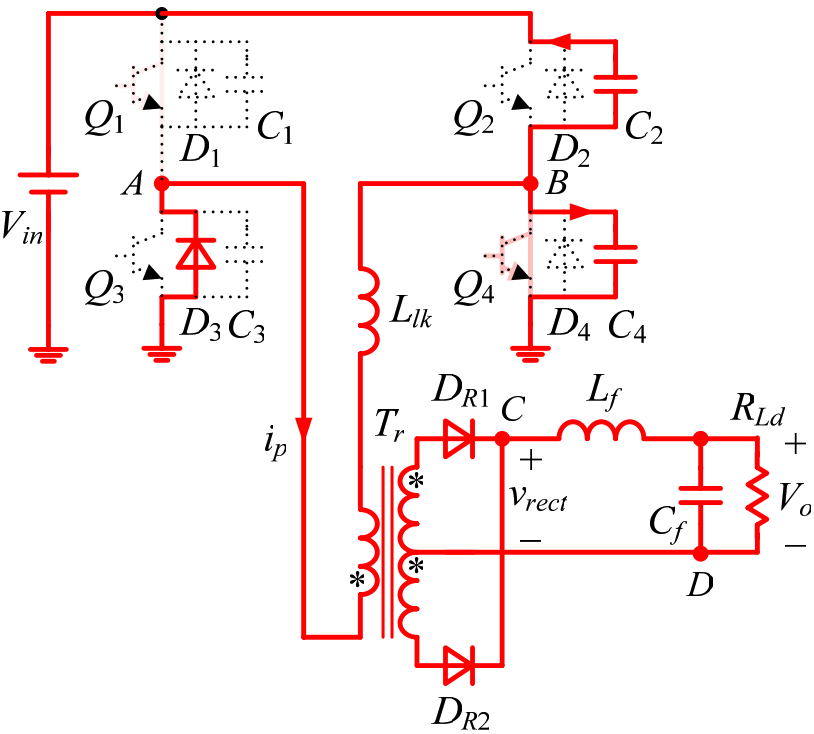 Q1 D1 C1 Q2 D2 C2
A B
Vin
Q3 D3 C3 Q4 D4 C4
Llk
DR1 C Lf RLd
ip Tr + +
* vrect Cf Vo
* * − −
D
DR2